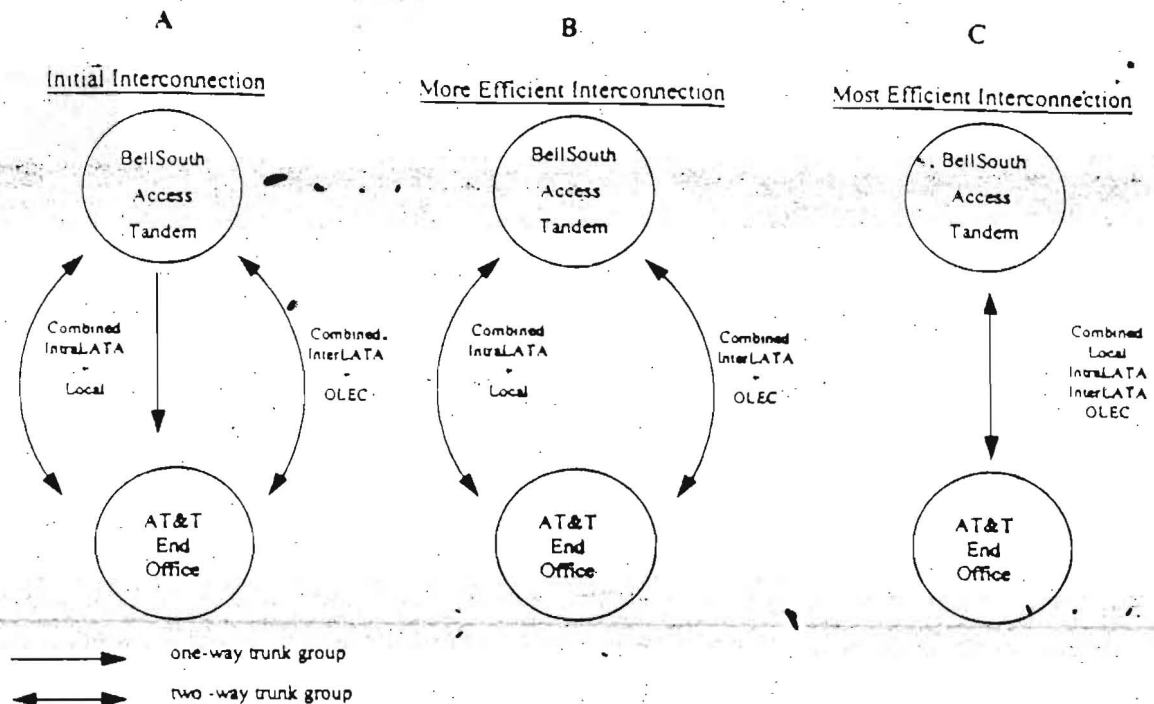 A
Initial Interconnection
BellSouth
Access
Tandem
Combined
IntraLATA
+
Local
Combined
InterLATA
+
OLEC
AT&T
End
Office
B
More Efficient Interconnection
BellSouth
Access
Tandem
Combined
IntraLATA
+
Local
Combined
InterLATA
+
OLEC
AT&T
End
Office
C
Most Efficient Interconnection
BellSouth
Access
Tandem
Combined
Local
IntraLATA
InterLATA
OLEC
AT&T
End
Office
one-way trunk group
two -way trunk group